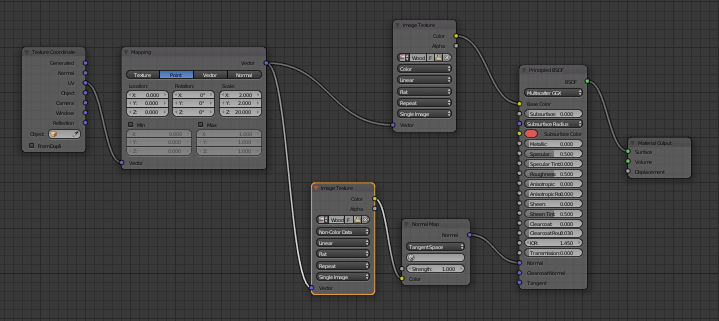 Texture Coordinate
Generated
Normal
UV
Object
Camera
Window
Reflection
Object:
From Dupli
Mapping
Vector
Texture Point Vector Normal
Location: Rotation: Scale:
X: 0.000 X: 0° X: 2.000
Y: 0.000 Y: 0° Y: 2.000
Z: 0.000 Z: 0° Z: 20.000
Min Max
X: 0.000 X: 1.000
Y: 0.000 Y: 1.000
Z: 0.000 Z: 1.000
Vector
Image Texture
Color
Alpha
Wood F
Color
Linear
Flat
Repeat
Single Image
Vector
Image Texture
Color
Alpha
Wood F
Non-Color Data
Linear
Flat
Repeat
Single Image
Vector
Normal Map
Normal
Tangent Space
Strength: 1.000
Color
Principled BSDF
BSDF
Multiscatter GGX
Base Color
Subsurface: 0.000
Subsurface Radius
Subsurface Color
Metallic: 0.000
Specular: 0.500
Specular Tint: 0.000
Roughness: 0.500
Anisotropic: 0.000
Anisotropic Ro: 0.000
Sheen: 0.000
Sheen Tint: 0.500
Clearcoat: 0.000
Clearcoat Rou: 0.030
IOR: 1.450
Transmission: 0.000
Normal
Clearcoat Normal
Tangent
Material Output
Surface
Volume
Displacement